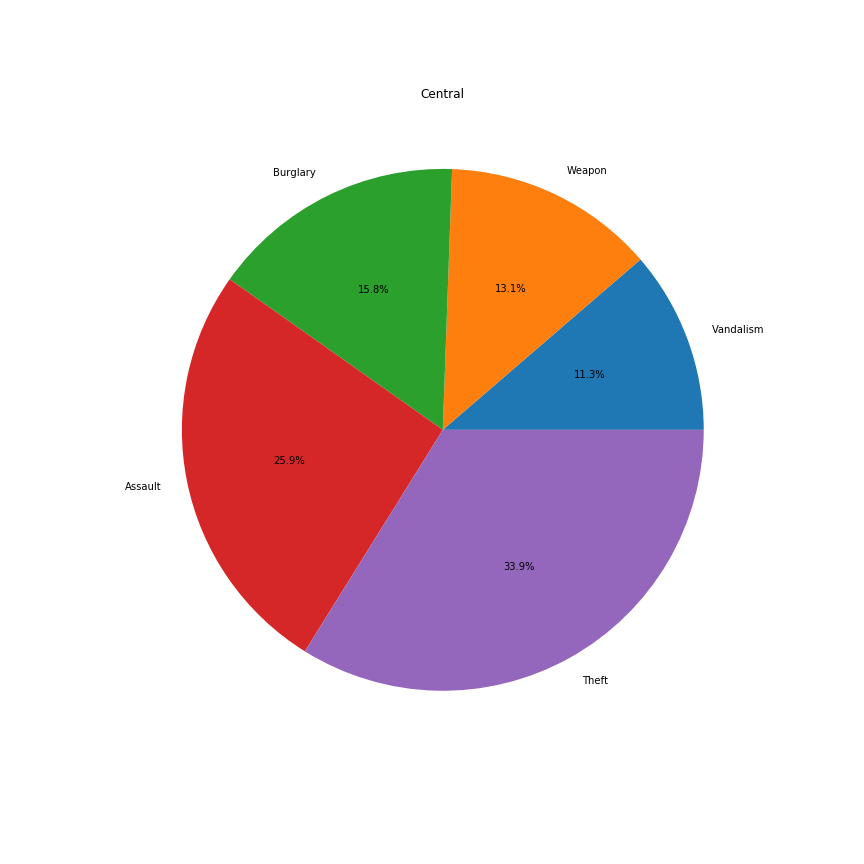 Central
Burglary
Weapon
15.8%
13.1%
Vandalism
11.3%
Assault
25.9%
33.9%
Theft